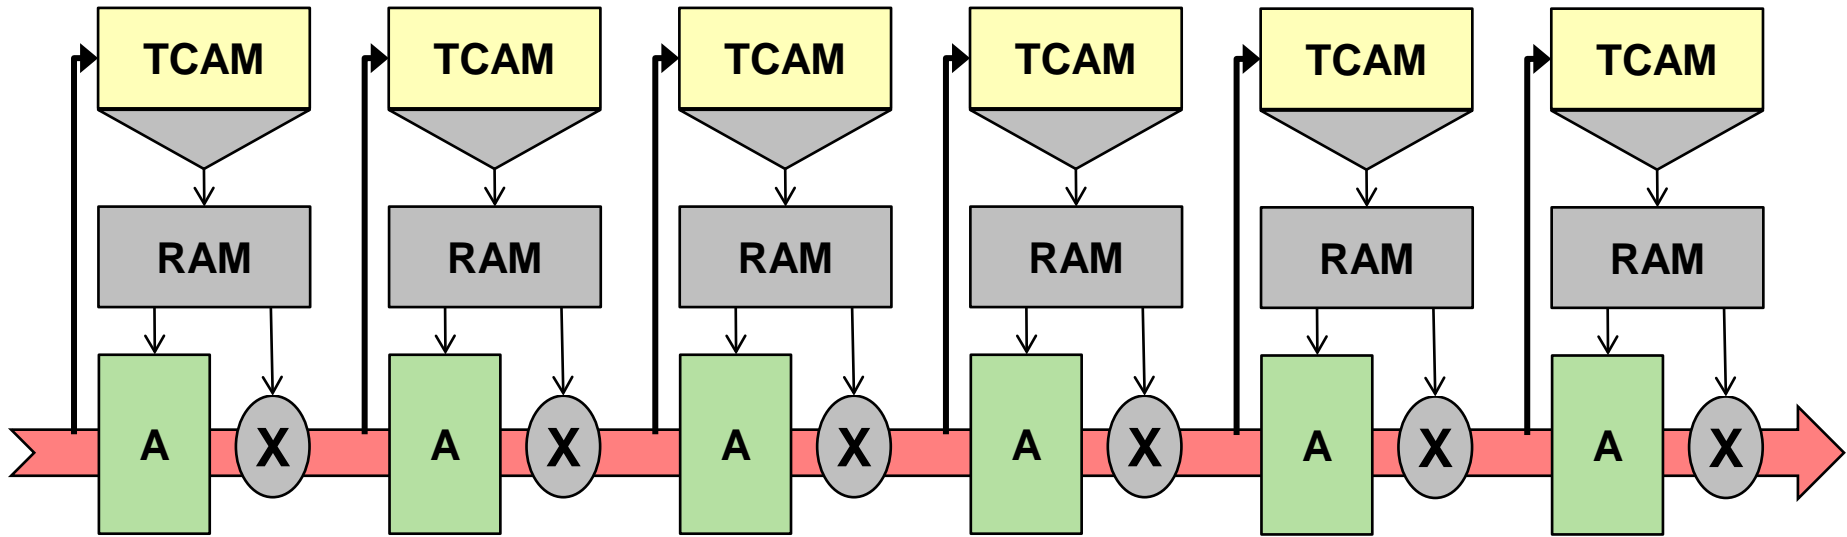 TCAM TCAM TCAM TCAM TCAM TCAM
RAM RAM RAM RAM RAM RAM
A X A X A X A X A X A X